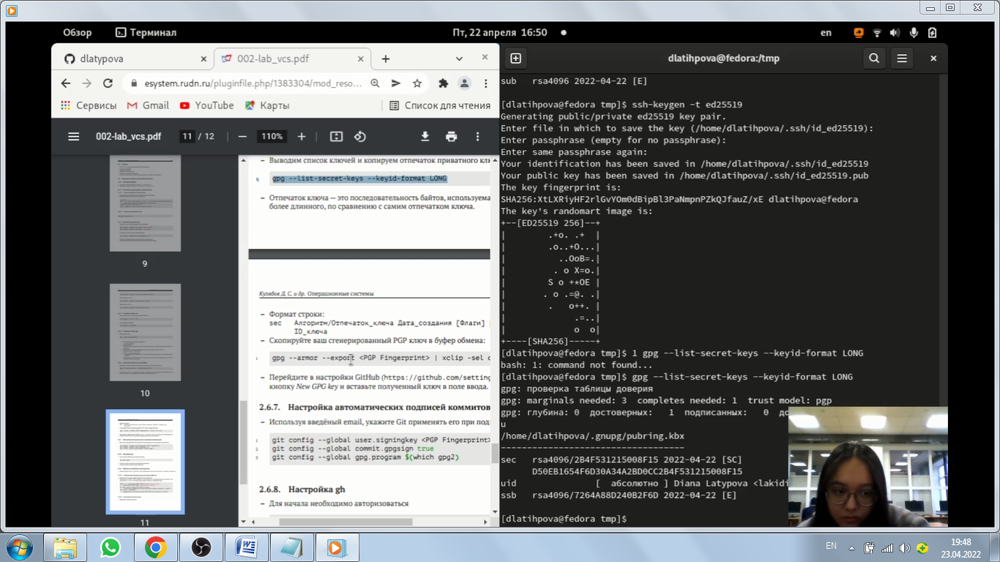 Обзор
Терминал
Пт, 22 апреля 16:50
en
dlatypova
002-lab_vcs.pdf
esystem.rudn.ru/pluginfile.php/1383304/mod_reso...
Сервисы
Gmail
YouTube
Карты
Список для чтения
002-lab_vcs.pdf
11 / 12
110%
9
10
11
– Выводим список ключей и копируем отпечаток приватного клю
gpg --list-secret-keys --keyid-format LONG
– Отпечаток ключа — это последовательность байтов, используема
более длинного, по сравнению с самим отпечатком ключа.
Кулябов Д. С. и др. Операционные системы
– Формат строки:
sec Алгоритм/Отпечаток_ключа Дата_создания [Флаги]
ID_ключа
– Скопируйте ваш сгенерированный PGP ключ в буфер обмена:
1 gpg --armor --export <PGP Fingerprint> | xclip -sel c
– Перейдите в настройки GitHub (https://github.com/setting
кнопку New GPG key и вставьте полученный ключ в поле ввода.
2.6.7. Настройка автоматических подписей коммитов
– Используя введёный email, укажите Git применять его при под
1 git config --global user.signingkey <PGP Fingerprint>
2 git config --global commit.gpgsign true
3 git config --global gpg.program $(which gpg2)
2.6.8. Настройка gh
– Для начала необходимо авторизоваться
dlatihpova@fedora:/tmp
sub rsa4096 2022-04-22 [E]
[dlatihpova@fedora tmp]$ ssh-keygen -t ed25519
Generating public/private ed25519 key pair.
Enter file in which to save the key (/home/dlatihpova/.ssh/id_ed25519):
Enter passphrase (empty for no passphrase):
Enter same passphrase again:
Your identification has been saved in /home/dlatihpova/.ssh/id_ed25519
Your public key has been saved in /home/dlatihpova/.ssh/id_ed25519.pub
The key fingerprint is:
SHA256:XtLXRiyHF2rlGvYOm0dBipBl3PaNmpnPZkQJfauZ/xE dlatihpova@fedora
The key's randomart image is:
+--[ED25519 256]--+
| .+o. .+ |
| .o..+O...|
| ..OoB=.|
| . o X=o.|
| S o +*OE |
| . o .=@. .|
| . o++. |
| .=..|
| o o|
+----[SHA256]-----+
[dlatihpova@fedora tmp]$ 1 gpg --list-secret-keys --keyid-format LONG
bash: 1: command not found...
[dlatihpova@fedora tmp]$ gpg --list-secret-keys --keyid-format LONG
gpg: проверка таблицы доверия
gpg: marginals needed: 3 completes needed: 1 trust model: pgp
gpg: глубина: 0 достоверных: 1 подписанных: 0 до
u
/home/dlatihpova/.gnupg/pubring.kbx
-----------------------------------
sec rsa4096/B4F531215008F15 2022-04-22 [SC]
uid [ абсолютно ] Diana Latypova <lakidi
ssb rsa4096/7264A88D240B2F6D 2022-04-22 [E]
[dlatihpova@fedora tmp]$
EN
19:48
23.04.2022